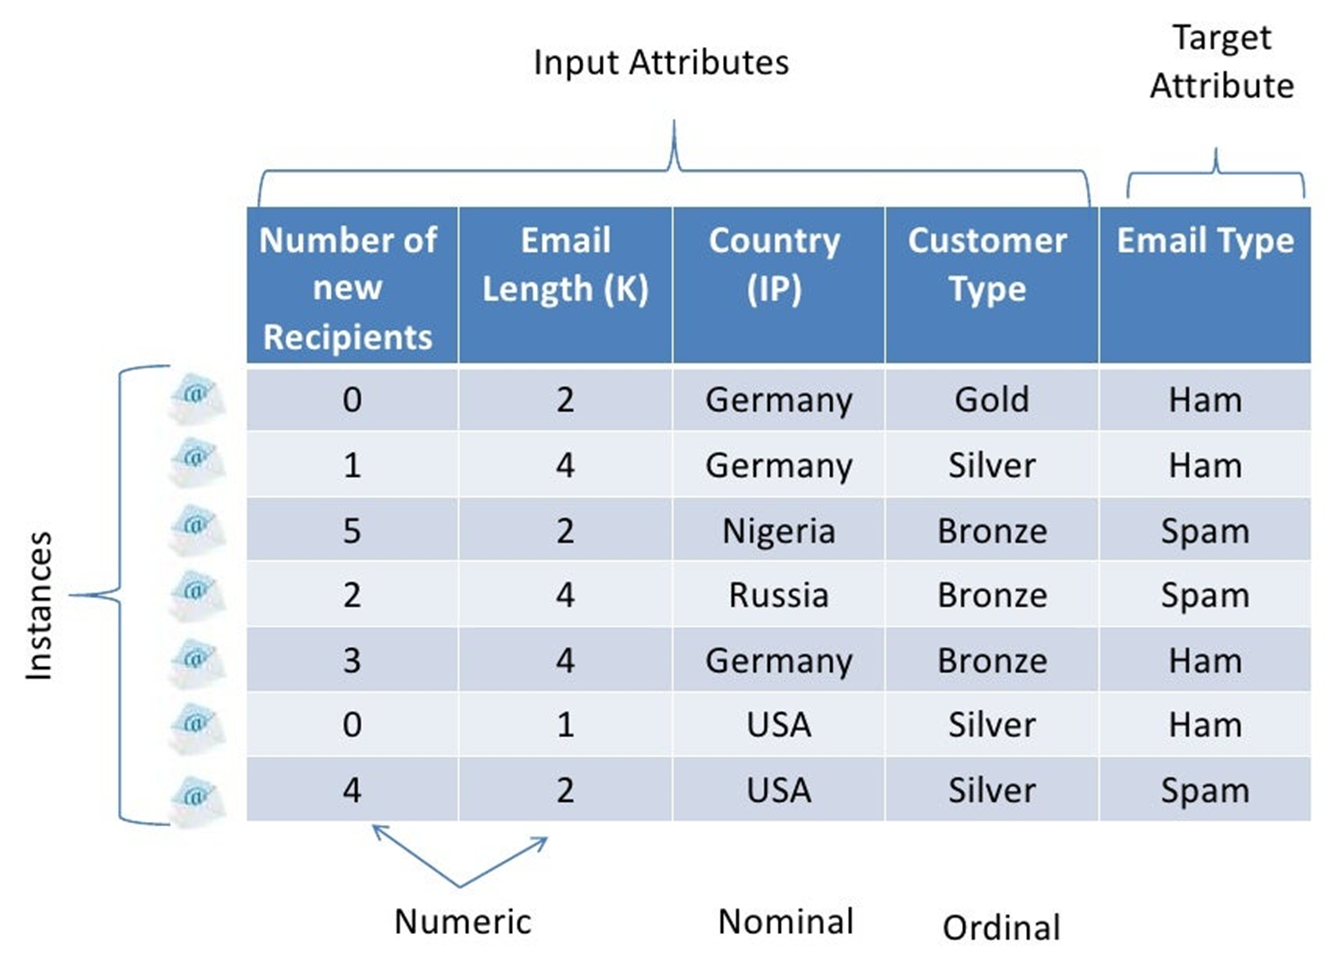 Input Attributes
Target
Attribute
Number of
new
Recipients
Email
Length (K)
Country
(IP)
Customer
Type
Email Type
Instances
0 2 Germany Gold Ham
1 4 Germany Silver Ham
5 2 Nigeria Bronze Spam
2 4 Russia Bronze Spam
3 4 Germany Bronze Ham
0 1 USA Silver Ham
4 2 USA Silver Spam
Numeric
Nominal
Ordinal